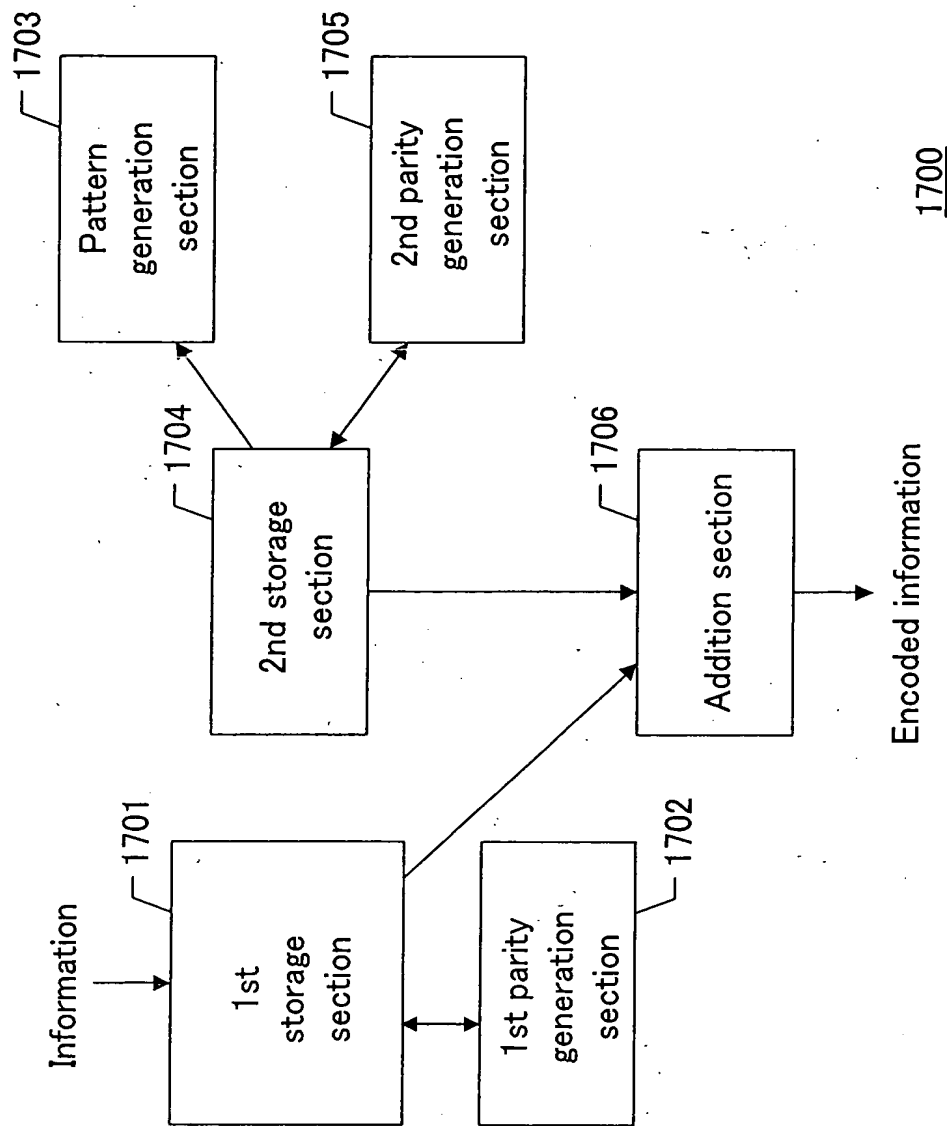 Information
1701
1st
storage
section
1st parity
generation
section
1702
1704
2nd storage
section
1703
Pattern
generation
section
1705
2nd parity
generation
section
1706
Addition section
Encoded information
1700